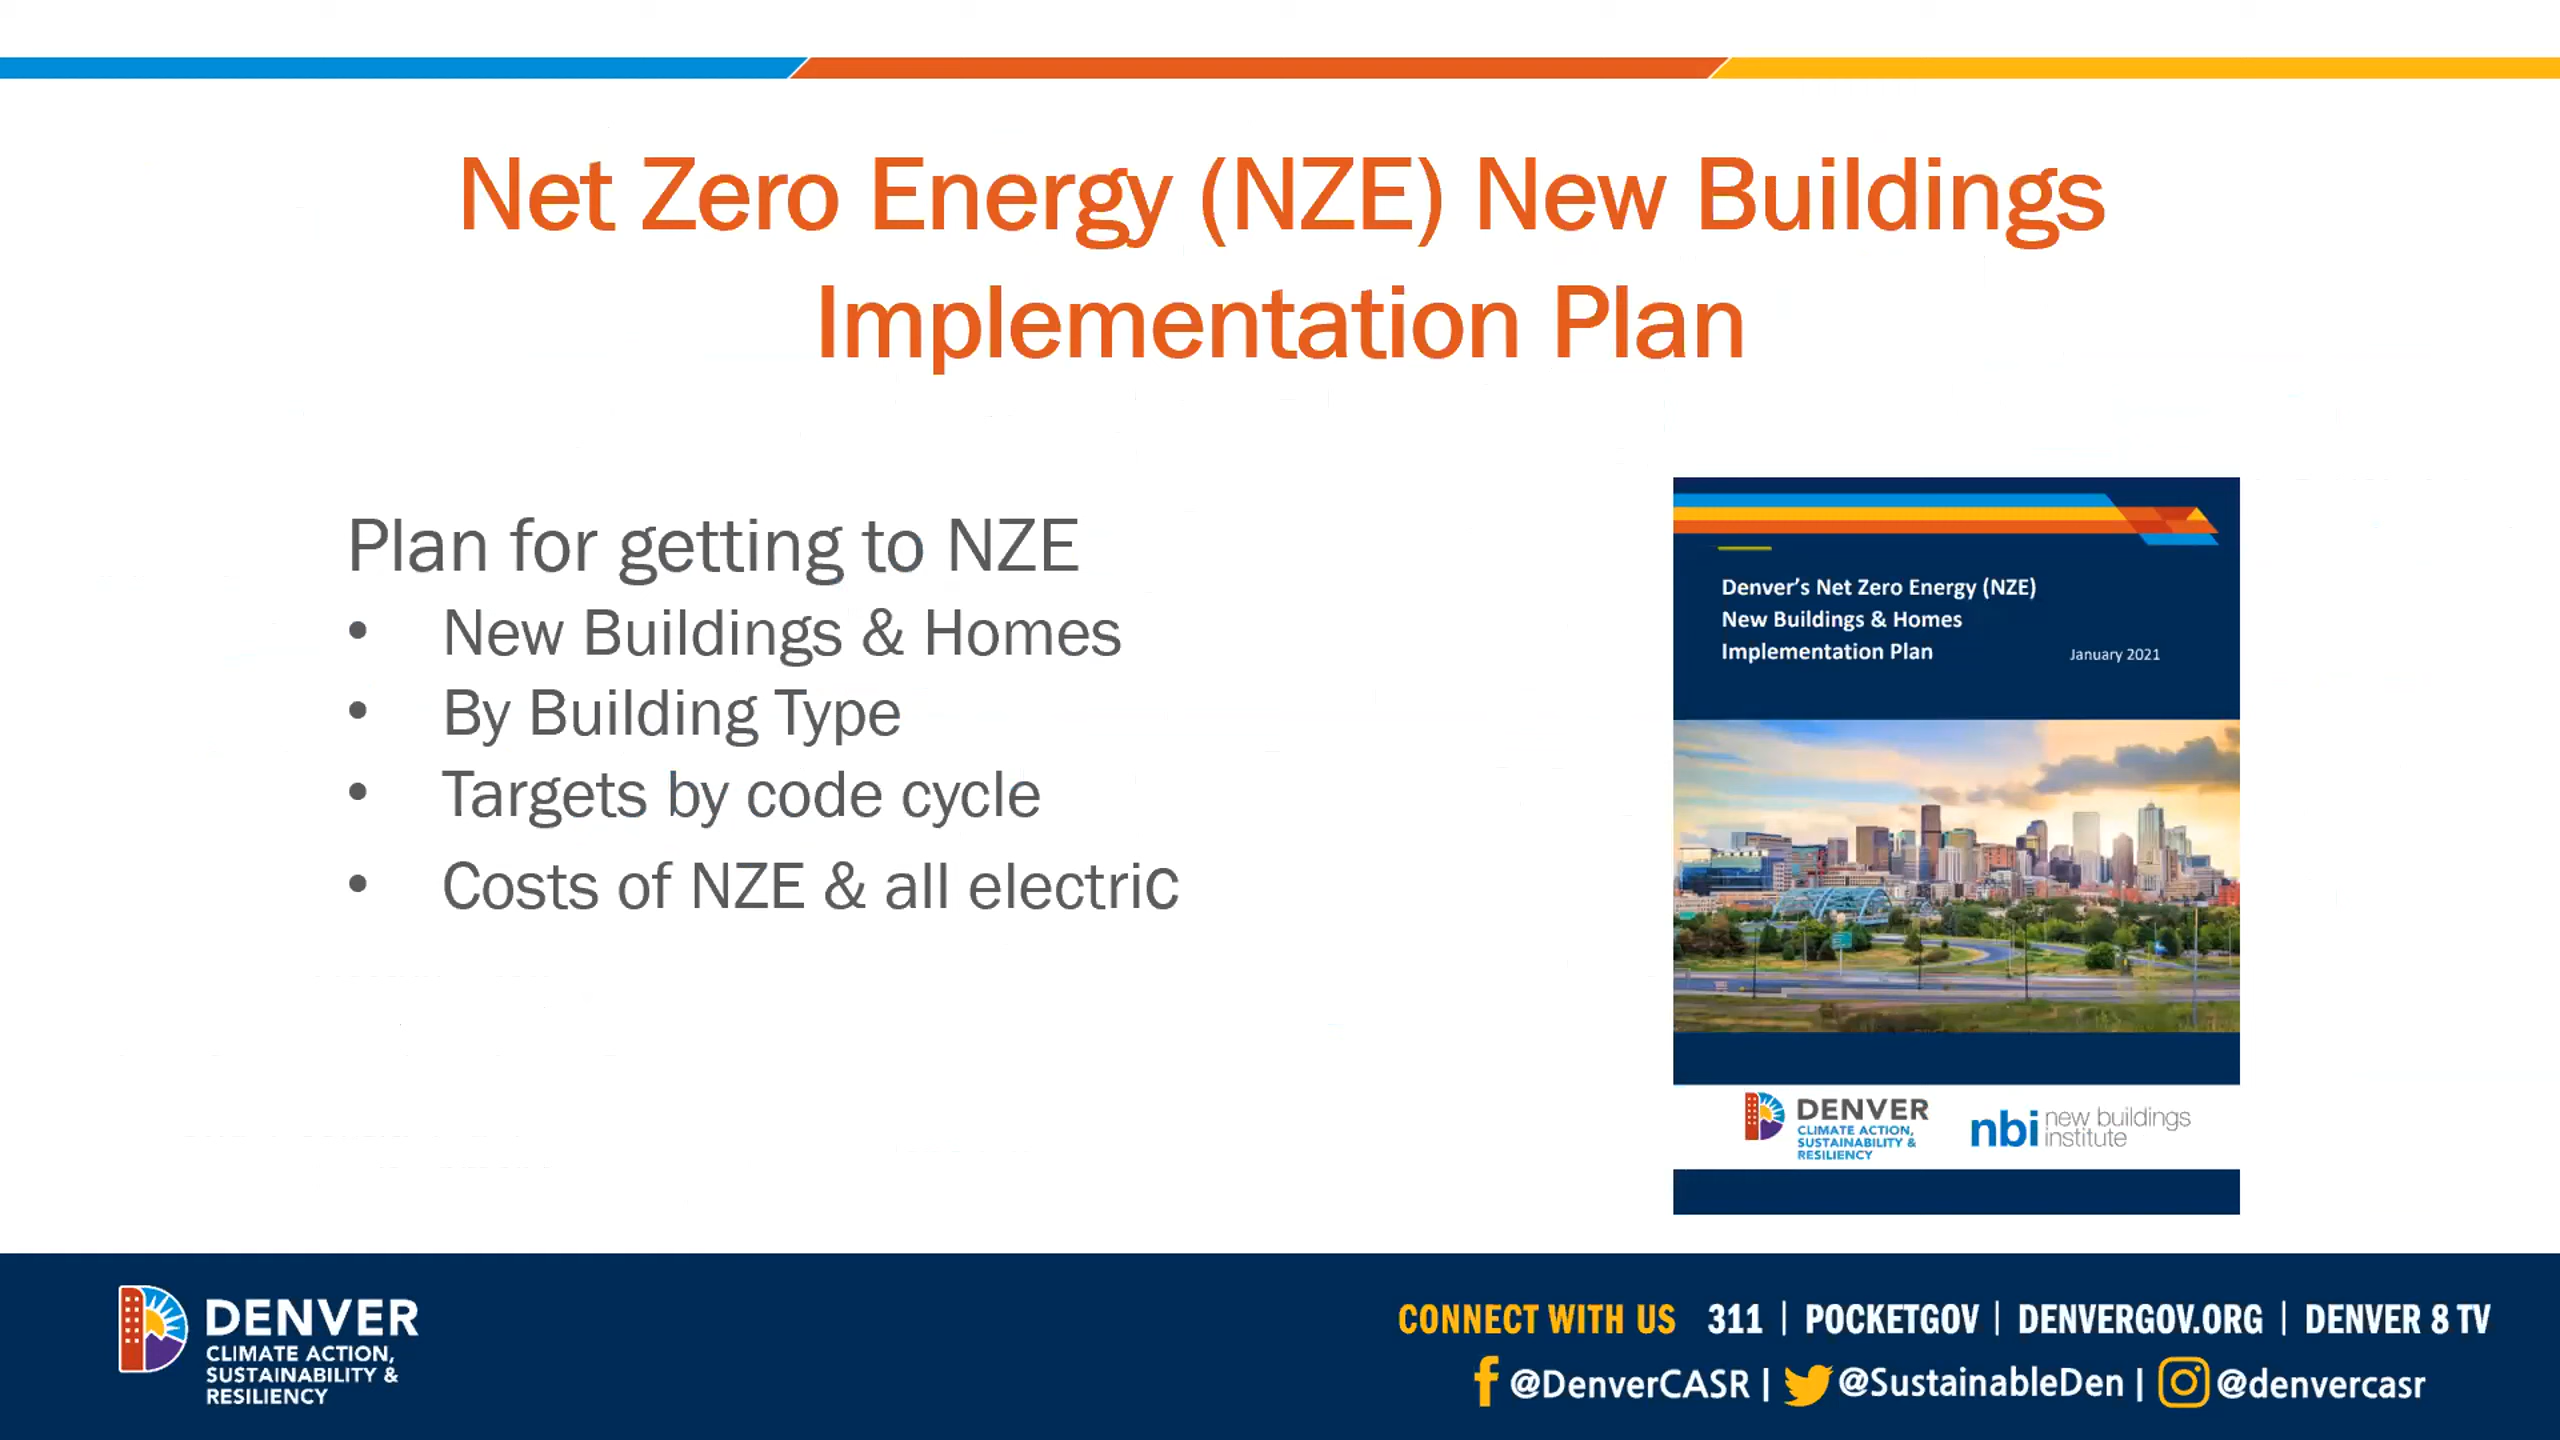 Net Zero Energy (NZE) New Buildings
Implementation Plan
Plan for getting to NZE
• New Buildings & Homes
• By Building Type
• Targets by code cycle
• Costs of NZE & all electric
Denver's Net Zero Energy (NZE)
New Buildings & Homes
Implementation Plan January 2021
DENVER
CLIMATE ACTION,
SUSTAINABILITY &
RESILIENCY
nbi new buildings
institute
DENVER
CLIMATE ACTION,
SUSTAINABILITY &
RESILIENCY
CONNECT WITH US 311 | POCKETGOV | DENVERGOV.ORG | DENVER 8 TV
@DenverCASR | @SustainableDen | @denvercasr